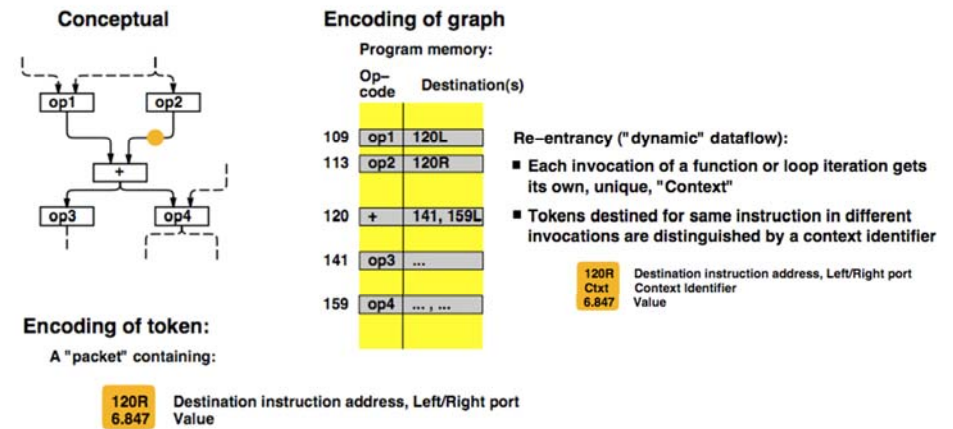 Conceptual
op1
op2
+
op3
op4
Encoding of graph
Program memory:
Op–
code
Destination(s)
109 op1 120L
113 op2 120R
120 + 141, 159L
141 op3 ...
159 op4 ... , ...
Re–entrancy ("dynamic" dataflow):
■ Each invocation of a function or loop iteration gets
its own, unique, "Context"
■ Tokens destined for same instruction in different
invocations are distinguished by a context identifier
120R Destination instruction address, Left/Right port
Ctxt Context Identifier
6.847 Value
Encoding of token:
A "packet" containing:
120R Destination instruction address, Left/Right port
6.847 Value